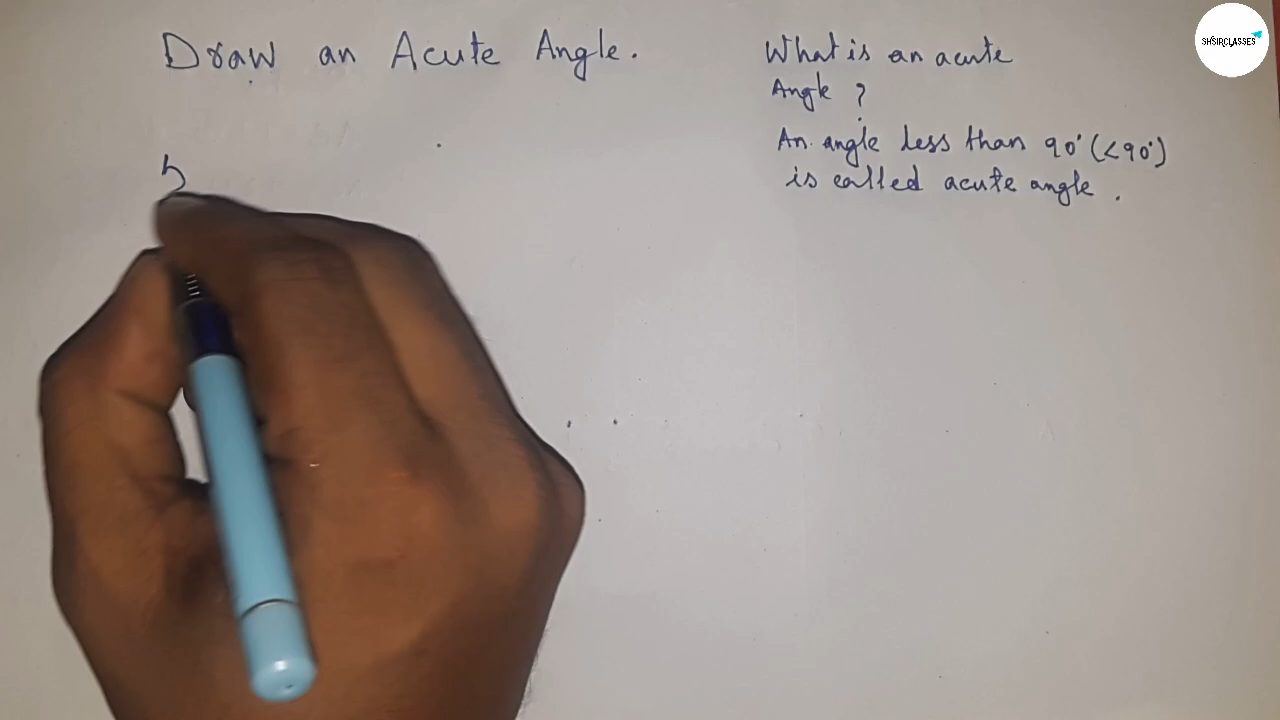 Draw an Acute Angle.
What is an acute
Angle ?
An angle less than 90° (<90°)
is called acute angle.
SHSIRCLASSES